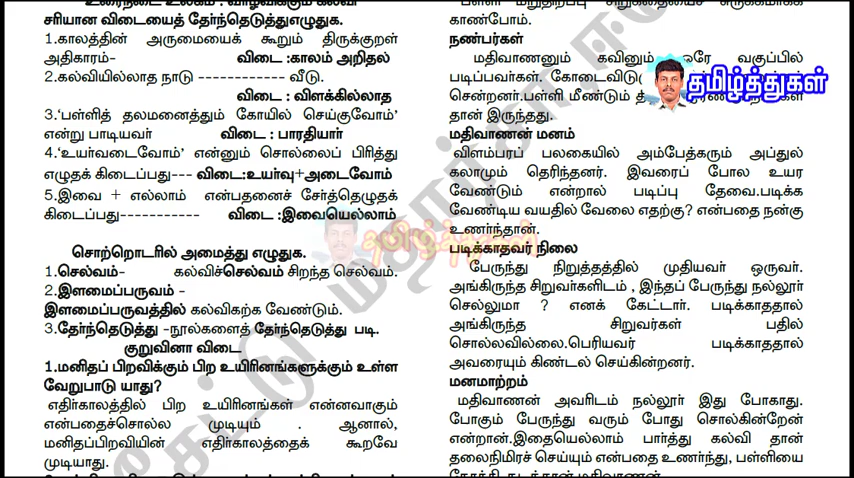 உரைநடை உலகம் : வாழ்விக்கும் கல்வி
சரியான விடையைத் தேர்ந்தெடுத்துஎழுதுக.
1.காலத்தின் அருமையைக் கூறும் திருக்குறள்
அதிகாரம்- விடை :காலம் அறிதல்
2.கல்வியில்லாத நாடு ------------ வீடு.
விடை : விளக்கில்லாத
3.‘பள்ளித் தலமனைத்தும் கோயில் செய்குவோம்’
என்று பாடியவர் விடை : பாரதியார்
4.‘உயர்வடைவோம்’ என்னும் சொல்லைப் பிரித்து
எழுதக் கிடைப்பது--- விடை:உயர்வு+அடைவோம்
5.இவை + எல்லாம் என்பதனைச் சேர்த்தெழுதக்
கிடைப்பது----------- விடை :இவையெல்லாம்
சொற்றொடரில் அமைத்து எழுதுக.
1.செல்வம்- கல்விச்செல்வம் சிறந்த செல்வம்.
2.இளமைப்பருவம் -
இளமைப்பருவத்தில் கல்விகற்க வேண்டும்.
3.தேர்ந்தெடுத்து -நூல்களைத் தேர்ந்தெடுத்து படி.
குறுவினா விடை
1.மனிதப் பிறவிக்கும் பிற உயிரினங்களுக்கும் உள்ள
வேறுபாடு யாது?
எதிர்காலத்தில் பிற உயிரினங்கள் என்னவாகும்
என்பதைச்சொல்ல முடியும் . ஆனால்,
மனிதப்பிறவியின் எதிர்காலத்தைக் கூறவே
முடியாது.
காண்போம்.
நண்பர்கள்
மதிவாணனும் கவினும் ஒரே வகுப்பில்
படிப்பவர்கள். கோடைவிடு
சென்றனர்.பள்ளி மீண்டும்
தான் இருந்தது.
மதிவாணன் மனம்
விளம்பரப் பலகையில் அம்பேத்கரும் அப்துல்
கலாமும் தெரிந்தனர். இவரைப் போல உயர
வேண்டும் என்றால் படிப்பு தேவை.படிக்க
வேண்டிய வயதில் வேலை எதற்கு? என்பதை நன்கு
உணர்ந்தான்.
படிக்காதவர் நிலை
பேருந்து நிறுத்தத்தில் முதியவர் ஒருவர்.
அங்கிருந்த சிறுவர்களிடம் , இந்தப் பேருந்து நல்லூர்
செல்லுமா ? எனக் கேட்டார். படிக்காததால்
அங்கிருந்த சிறுவர்கள் பதில்
சொல்லவில்லை.பெரியவர் படிக்காததால்
அவரையும் கிண்டல் செய்கின்றனர்.
மனமாற்றம்
மதிவாணன் அவரிடம் நல்லூர் இது போகாது.
போகும் பேருந்து வரும் போது சொல்கின்றேன்
என்றான்.இதையெல்லாம் பார்த்து கல்வி தான்
தலைநிமிரச் செய்யும் என்பதை உணர்ந்து, பள்ளியை
தமிழ்த்துகள்
தமிழ்த்துகள்